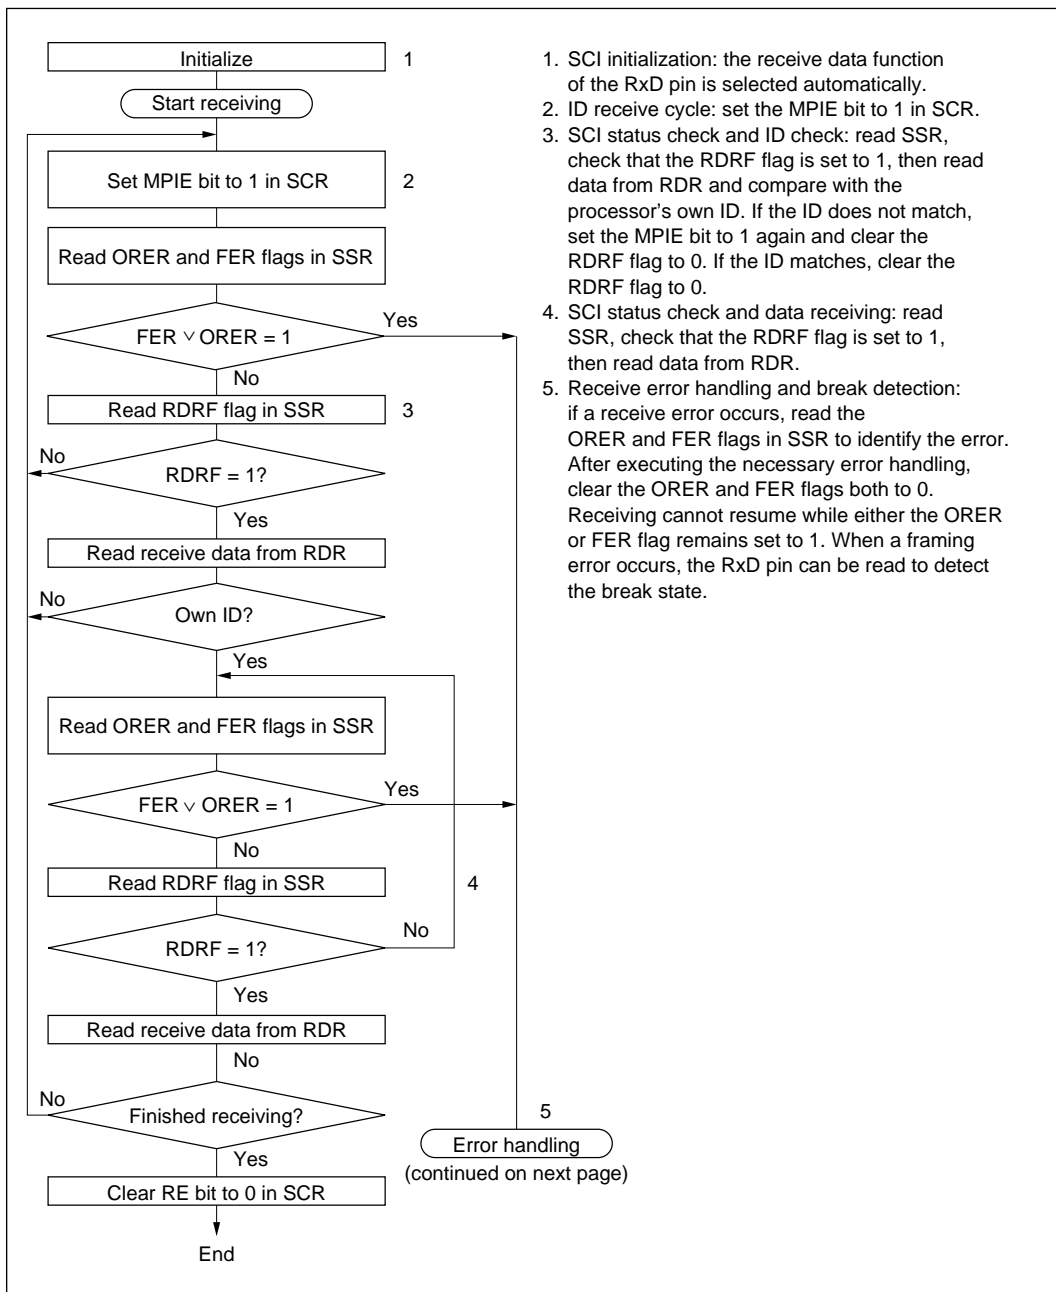 Initialize
1
Start receiving
Set MPIE bit to 1 in SCR
2
Read ORER and FER flags in SSR
FER ∨ ORER = 1
Yes
No
Read RDRF flag in SSR
3
No
RDRF = 1?
Yes
Read receive data from RDR
No
Own ID?
Yes
Read ORER and FER flags in SSR
FER ∨ ORER = 1
Yes
No
Read RDRF flag in SSR
4
RDRF = 1?
No
Yes
Read receive data from RDR
No
No
Finished receiving?
Yes
Clear RE bit to 0 in SCR
End
5
Error handling
(continued on next page)
1. SCI initialization: the receive data function
of the RxD pin is selected automatically.
2. ID receive cycle: set the MPIE bit to 1 in SCR.
3. SCI status check and ID check: read SSR,
check that the RDRF flag is set to 1, then read
data from RDR and compare with the
processor's own ID. If the ID does not match,
set the MPIE bit to 1 again and clear the
RDRF flag to 0. If the ID matches, clear the
RDRF flag to 0.
4. SCI status check and data receiving: read
SSR, check that the RDRF flag is set to 1,
then read data from RDR.
5. Receive error handling and break detection:
if a receive error occurs, read the
ORER and FER flags in SSR to identify the error.
After executing the necessary error handling,
clear the ORER and FER flags both to 0.
Receiving cannot resume while either the ORER
or FER flag remains set to 1. When a framing
error occurs, the RxD pin can be read to detect
the break state.